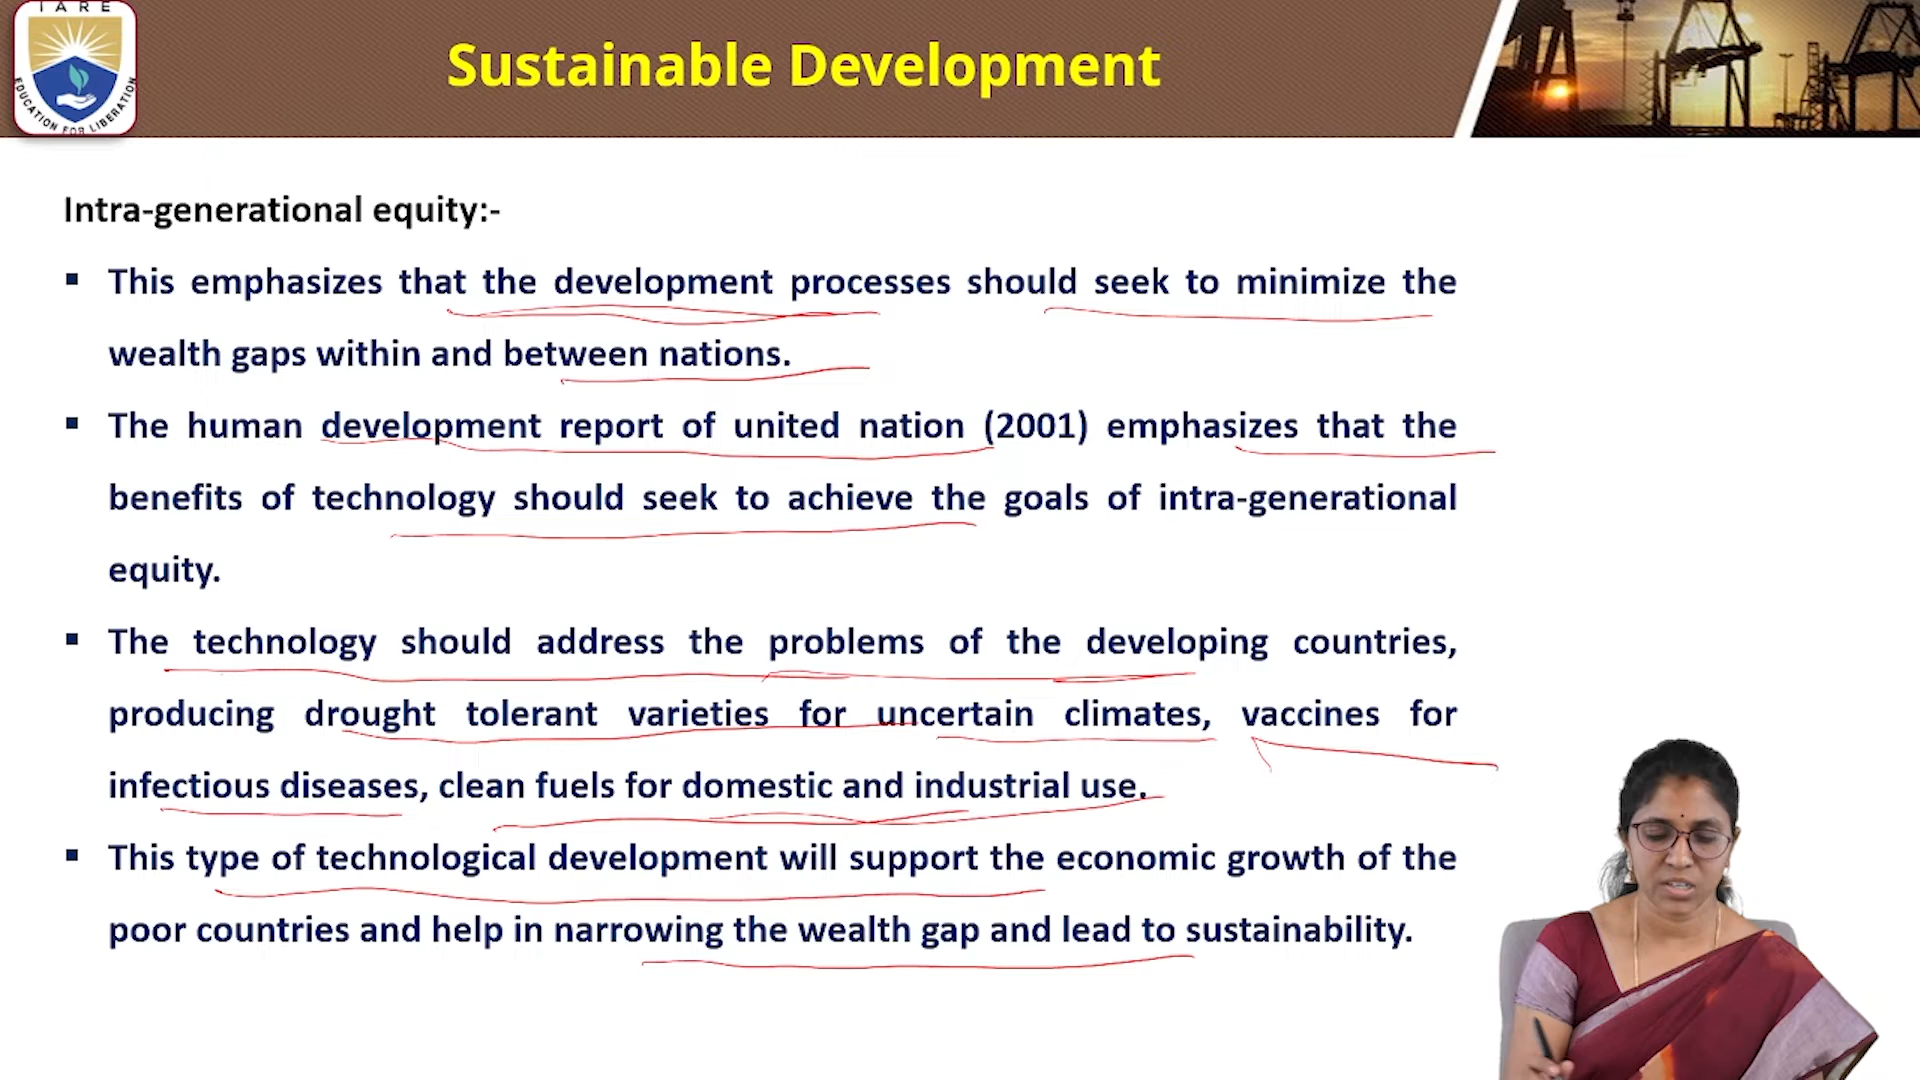 IARE
EDUCATION FOR LIBERATION
Sustainable Development
Intra-generational equity:-
▪ This emphasizes that the development processes should seek to minimize the
wealth gaps within and between nations.
▪ The human development report of united nation (2001) emphasizes that the
benefits of technology should seek to achieve the goals of intra-generational
equity.
▪ The technology should address the problems of the developing countries,
producing drought tolerant varieties for uncertain climates, vaccines for
infectious diseases, clean fuels for domestic and industrial use.
▪ This type of technological development will support the economic growth of the
poor countries and help in narrowing the wealth gap and lead to sustainability.